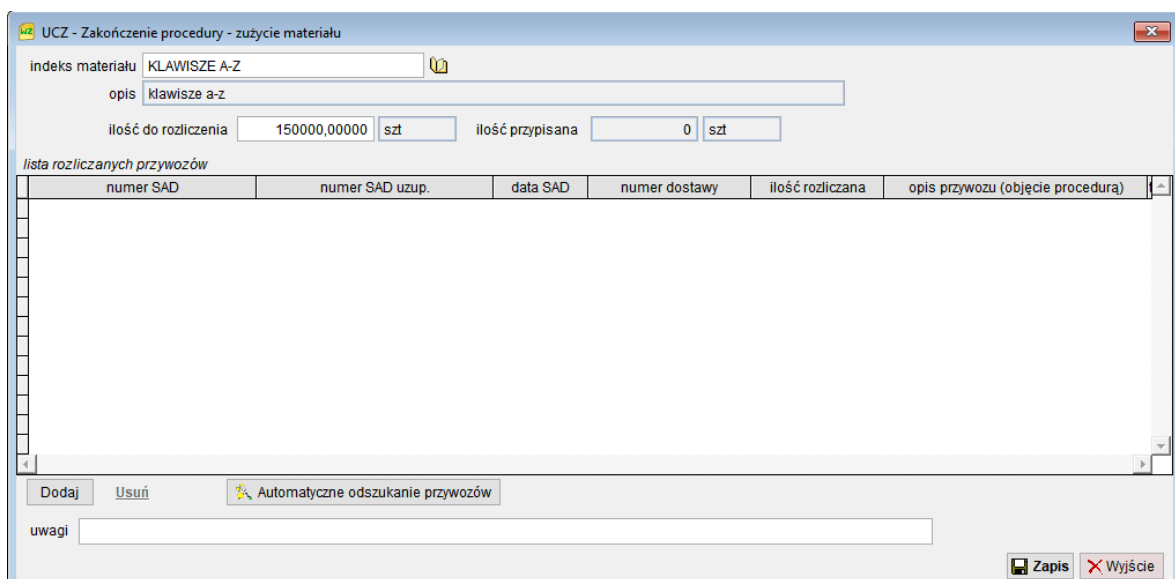 WZ UCZ - Zakończenie procedury - zużycie materiału
indeks materiału KLAWISZE A-Z
opis klawisze a-z
ilość do rozliczenia 150000,00000 szt ilość przypisana 0 szt
lista rozliczanych przywozów
numer SAD numer SAD uzup. data SAD numer dostawy ilość rozliczana opis przywozu (objęcie procedurą)
Dodaj Usuń Automatyczne odszukanie przywozów
uwagi
Zapis Wyjście